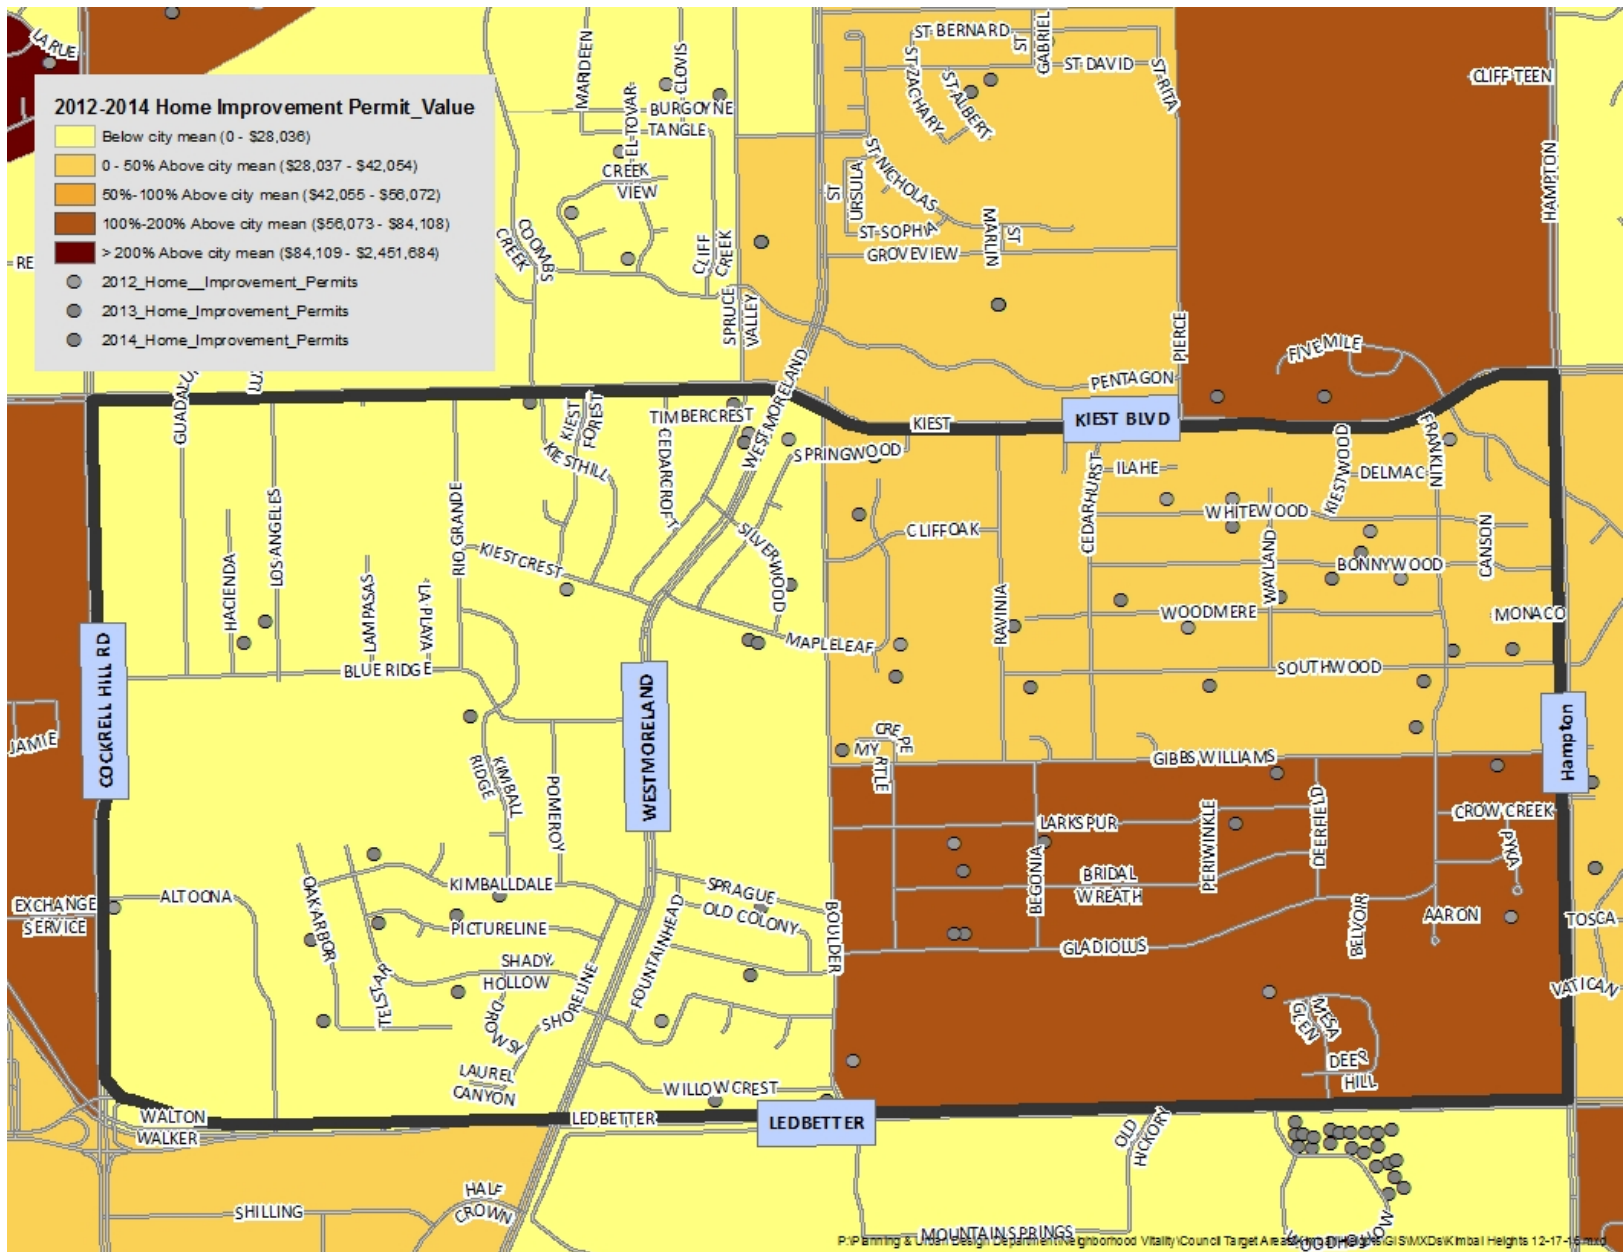 LA RUE
2012-2014 Home Improvement Permit_Value
Below city mean (0 - $28,036)
0 - 50% Above city mean ($28,037 - $42,054)
50%-100% Above city mean ($42,055 - $56,072)
100%-200% Above city mean ($56,073 - $84,108)
> 200% Above city mean ($84,109 - $2,451,684)
2012_Home__Improvement_Permits
2013_Home_Improvement_Permits
2014_Home_Improvement_Permits
RE
MARDEEN
CLOVIS
EL TOVAR
BURGOYNE
TANGLE
CREEK
VIEW
COOMBS
CREEK
CLIFF
CREEK
SPRUCE
VALLEY
ST BERNARD
ST
GABRIEL
ST DAVID
ST RITA
ST ZACHARY
ST ALBERT
ST NICHOLAS
ST
URSULA
ST SOPHIA
MARLIN
ST
GROVEVIEW
CLIFF TEEN
HAMPTON
PIERCE
FIVE MILE
PENTAGON
KIEST
KIEST BLVD
WESTMORELAND
TIMBERCREST
SPRINGWOOD
KIEST
FOREST
KIESTHILL
CEDARCROFT
KIESTCREST
SILVERWOOD
MAPLELEAF
HACIENDA
LOS ANGELES
LAMPASAS
LA PLAYA
RIO GRANDE
BLUE RIDGE
CLIFFOAK
RAVINIA
CEDARHURST
ILAHE
WHITEWOOD
WAYLAND
KIESTWOOD
DELMAC
FRANKLIN
CANSON
BONNYWOOD
WOODMERE
MONACO
SOUTHWOOD
COCKRELL HILL RD
WESTMORELAND
Hampton
JAMIE
CREPE
MYRTLE
GIBBS WILLIAMS
KIMBALL
RIDGE
POMEROY
LARKSPUR
PERIWINKLE
DEERFIELD
CROW CREEK
PYKA
BEGONIA
BRIDAL
WREATH
GLADIOLUS
BELVOIR
AARON
TOSCA
VATICAN
EXCHANGE
SERVICE
ALTOONA
OAK ARBOR
KIMBALLDALE
PICTURELINE
TELSTAR
SHADY
HOLLOW
DROWSY
SHORELINE
LAUREL
CANYON
SPRAGUE
OLD COLONY
FOUNTAINHEAD
BOULDER
WILLOWCREST
GLEN
MESA
DEER
HILL
WALTON
WALKER
LEDBETTER
LEDBETTER
OLD
HICKORY
SHILLING
HALF
CROWN
MOUNTAIN SPRINGS